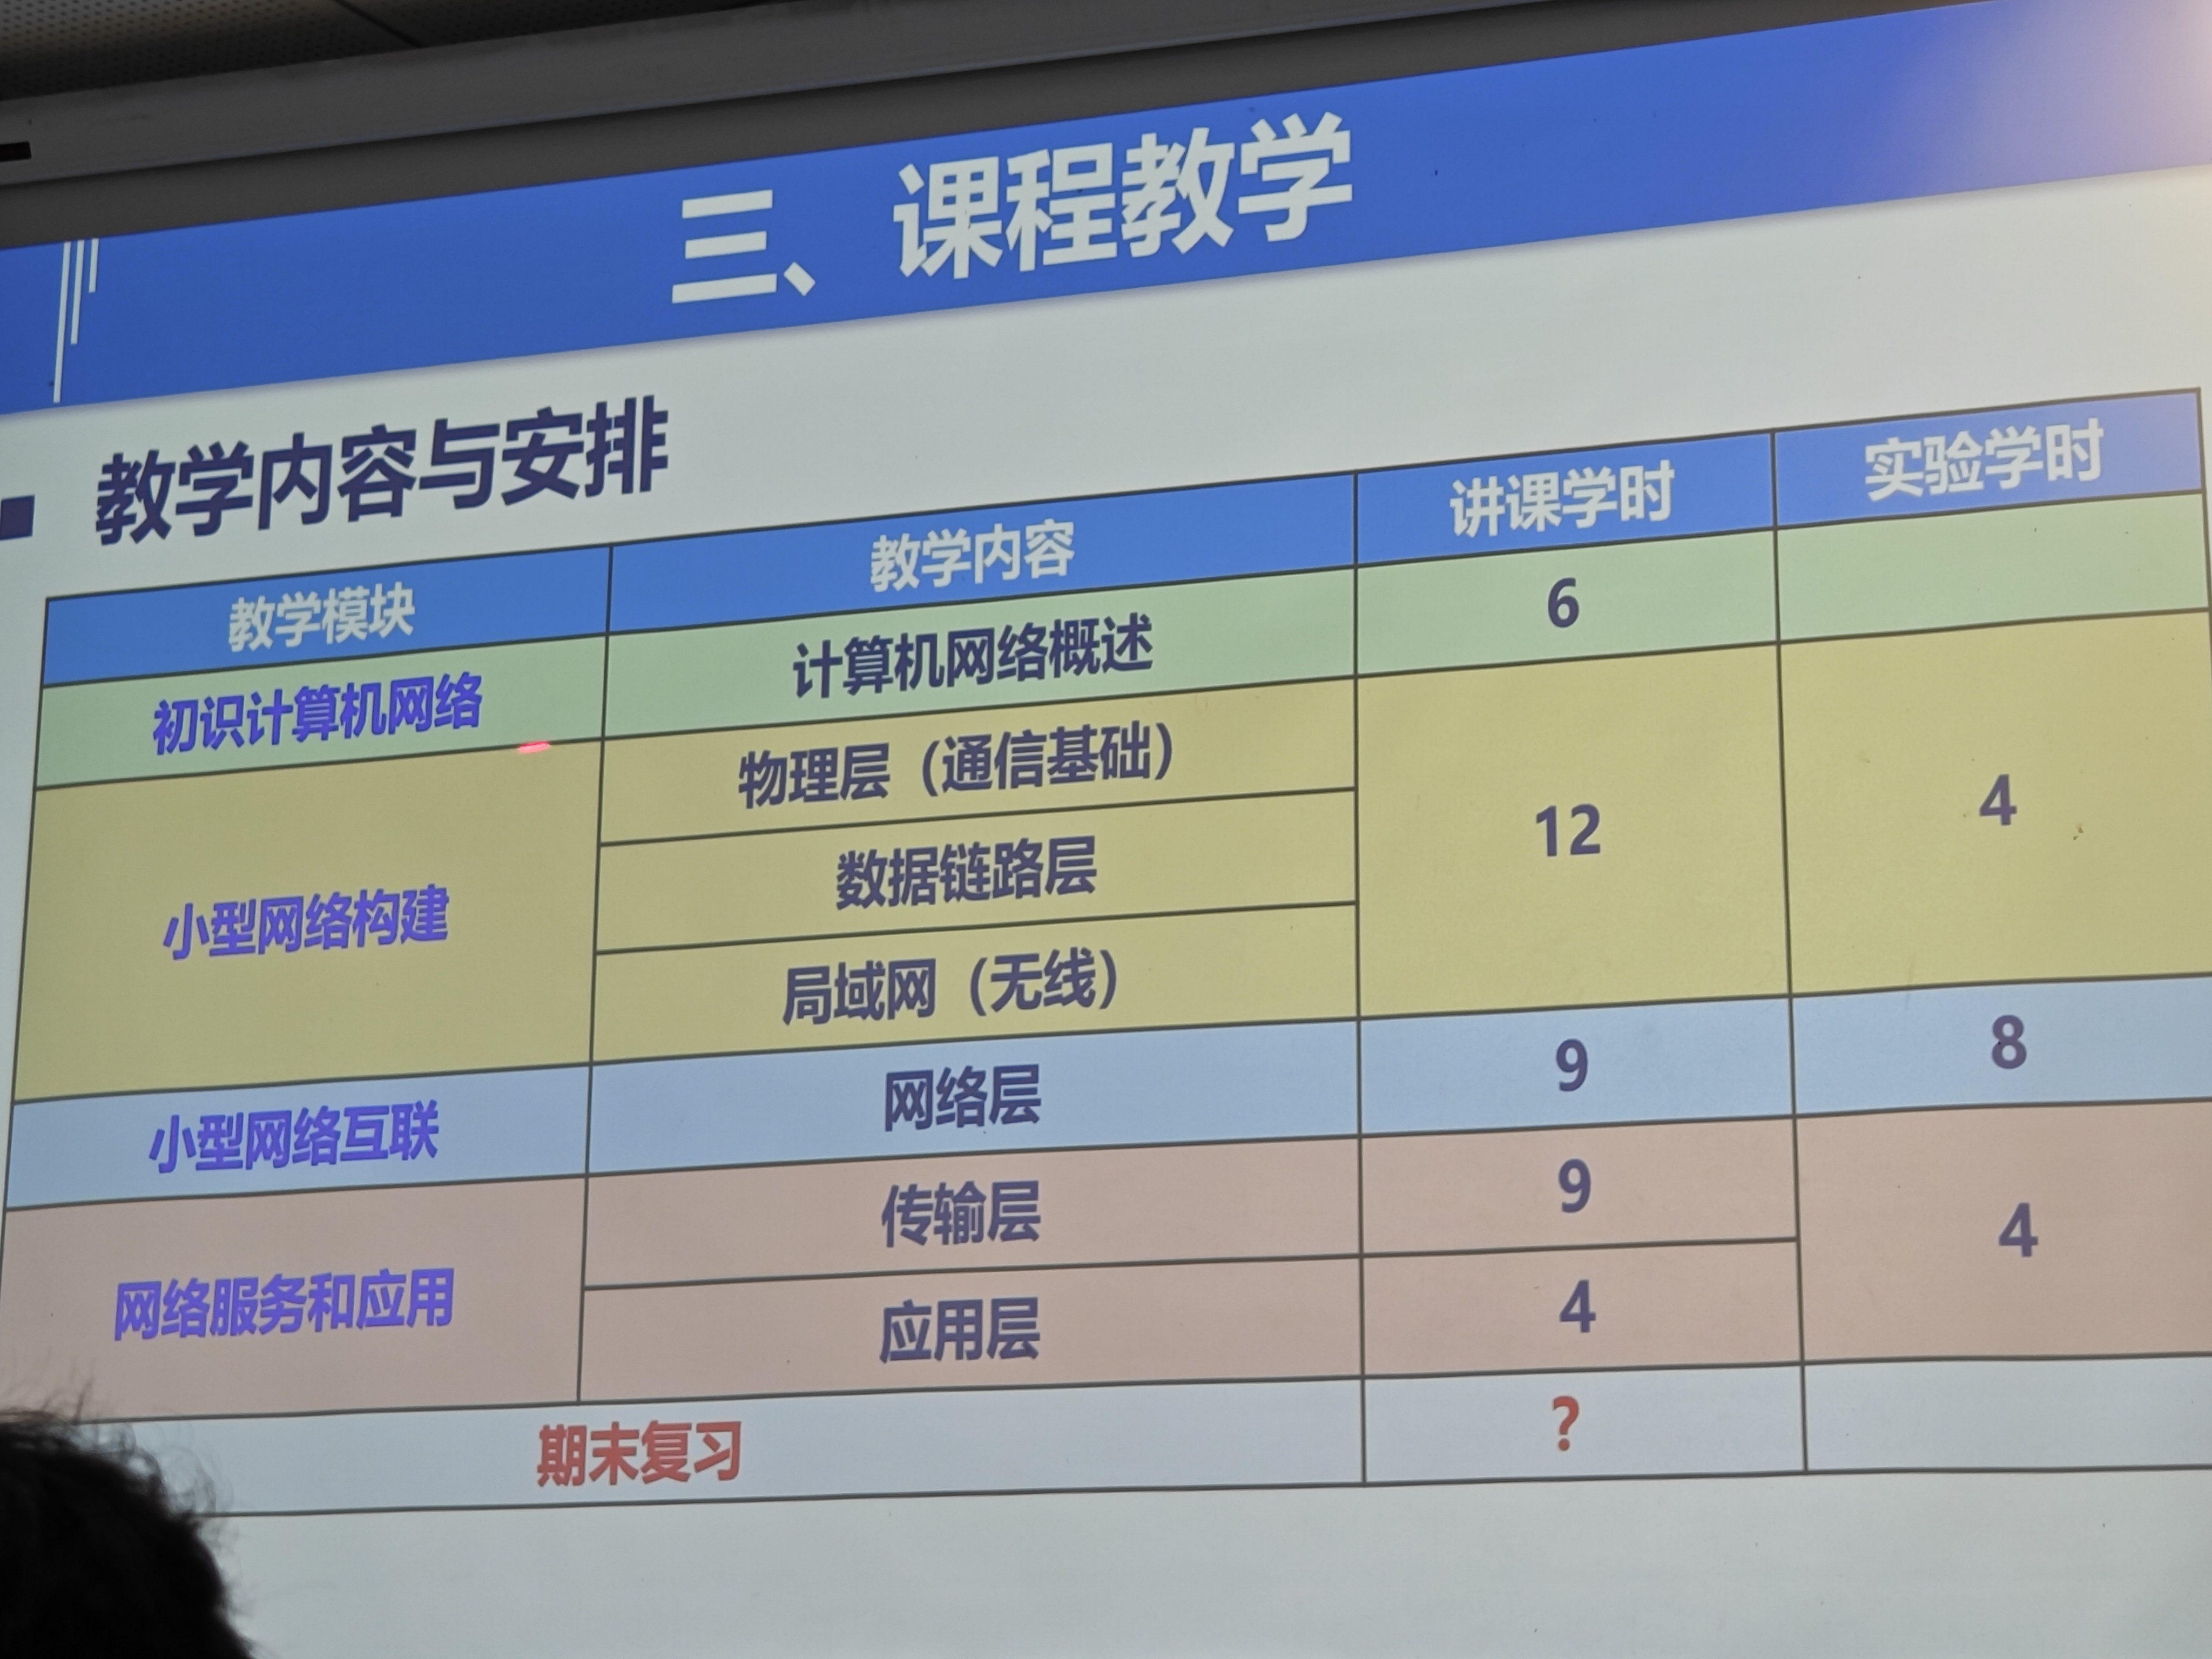 三、课程教学
教学内容与安排
教学模块 教学内容 讲课学时 实验学时
初识计算机网络 计算机网络概述 6
小型网络构建 物理层（通信基础） 12 4
数据链路层
局域网（无线）
小型网络互联 网络层 9 8
网络服务和应用 传输层 9 4
应用层 4
期末复习 ?